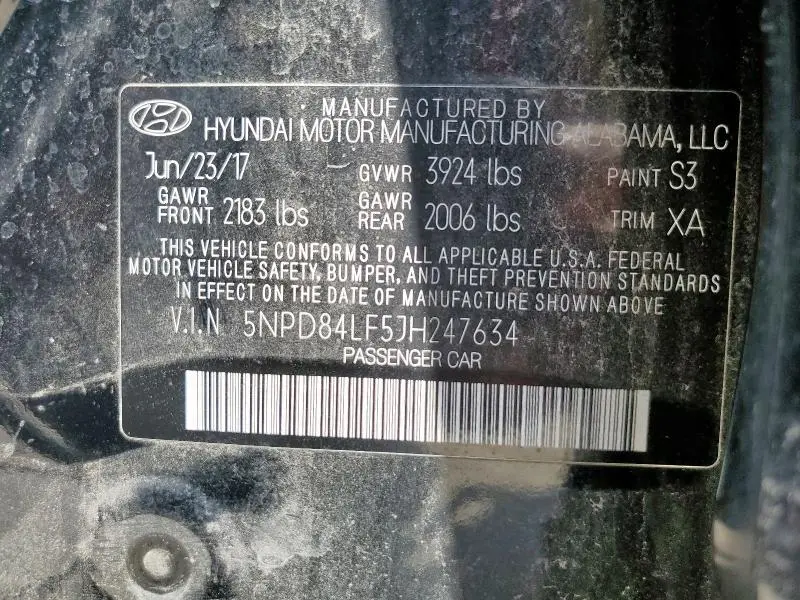 MANUFACTURED BY
HYUNDAI MOTOR MANUFACTURING ALABAMA, LLC
Jun/23/17 GVWR 3924 lbs PAINT S3
GAWR FRONT 2183 lbs GAWR REAR 2006 lbs TRIM XA
THIS VEHICLE CONFORMS TO ALL APPLICABLE U.S.A. FEDERAL
MOTOR VEHICLE SAFETY, BUMPER, AND THEFT PREVENTION STANDARDS
IN EFFECT ON THE DATE OF MANUFACTURE SHOWN ABOVE
V.I.N 5NPD84LF5JH247634
PASSENGER CAR